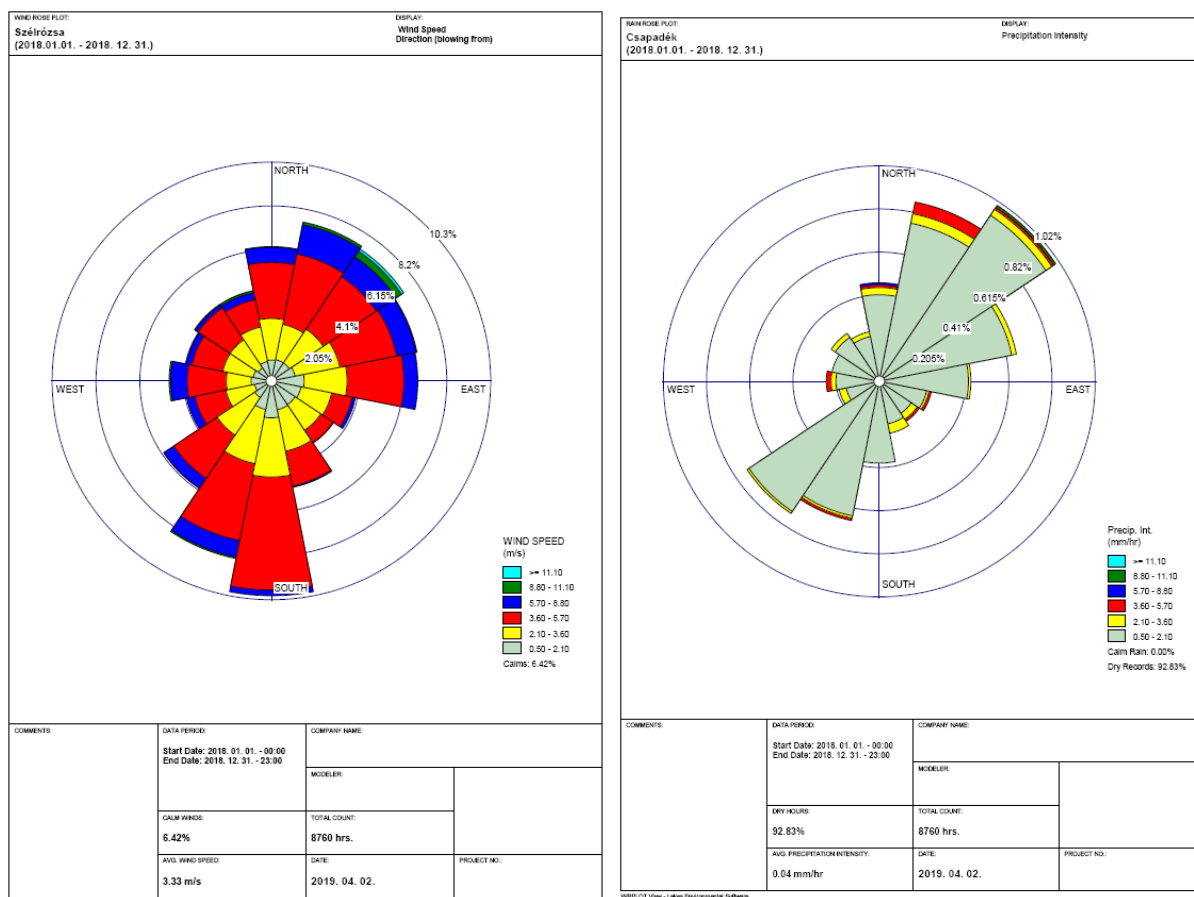 WIND ROSE PLOT:
Szélrózsa
(2018.01.01. - 2018. 12. 31.)
DISPLAY:
Wind Speed
Direction (blowing from)
NORTH
10.3%
8.2%
6.15%
4.1%
2.05%
WEST
EAST
SOUTH
WIND SPEED
(m/s)
>= 11.10
8.80 - 11.10
5.70 - 8.80
3.60 - 5.70
2.10 - 3.60
0.50 - 2.10
Calms: 6.42%
COMMENTS:
DATA PERIOD:
Start Date: 2018. 01. 01. - 00:00
End Date: 2018. 12. 31. - 23:00
COMPANY NAME:
MODELER:
CALM WINDS:
6.42%
TOTAL COUNT:
8760 hrs.
AVG. WIND SPEED:
3.33 m/s
DATE:
2019. 04. 02.
PROJECT NO.:
RAIN ROSE PLOT:
Csapadék
(2018.01.01. - 2018. 12. 31.)
DISPLAY:
Precipitation Intensity
NORTH
1.02%
0.82%
0.615%
0.41%
0.205%
WEST
EAST
SOUTH
Precip. Int.
(mm/hr)
>= 11.10
8.80 - 11.10
5.70 - 8.80
3.60 - 5.70
2.10 - 3.60
0.50 - 2.10
Calm Rain: 0.00%
Dry Records: 92.83%
COMMENTS:
DATA PERIOD:
Start Date: 2018. 01. 01. - 00:00
End Date: 2018. 12. 31. - 23:00
COMPANY NAME:
MODELER:
DRY HOURS:
92.83%
TOTAL COUNT:
8760 hrs.
AVG. PRECIPITATION INTENSITY:
0.04 mm/hr
DATE:
2019. 04. 02.
PROJECT NO.:
WRPLOT View - Lakes Environmental Software